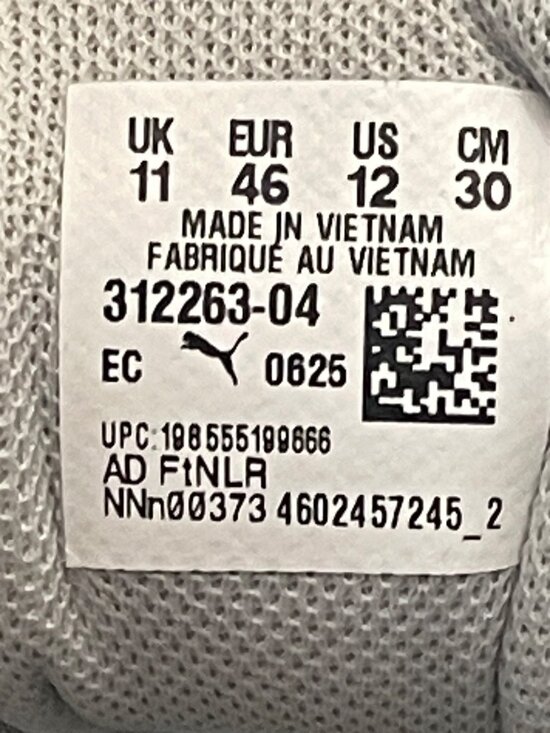 UK EUR US CM
11 46 12 30
MADE IN VIETNAM
FABRIQUÉ AU VIETNAM
312263-04
EC 0625
UPC:198555199666
AD FtNLR
NNn00373 4602457245_2